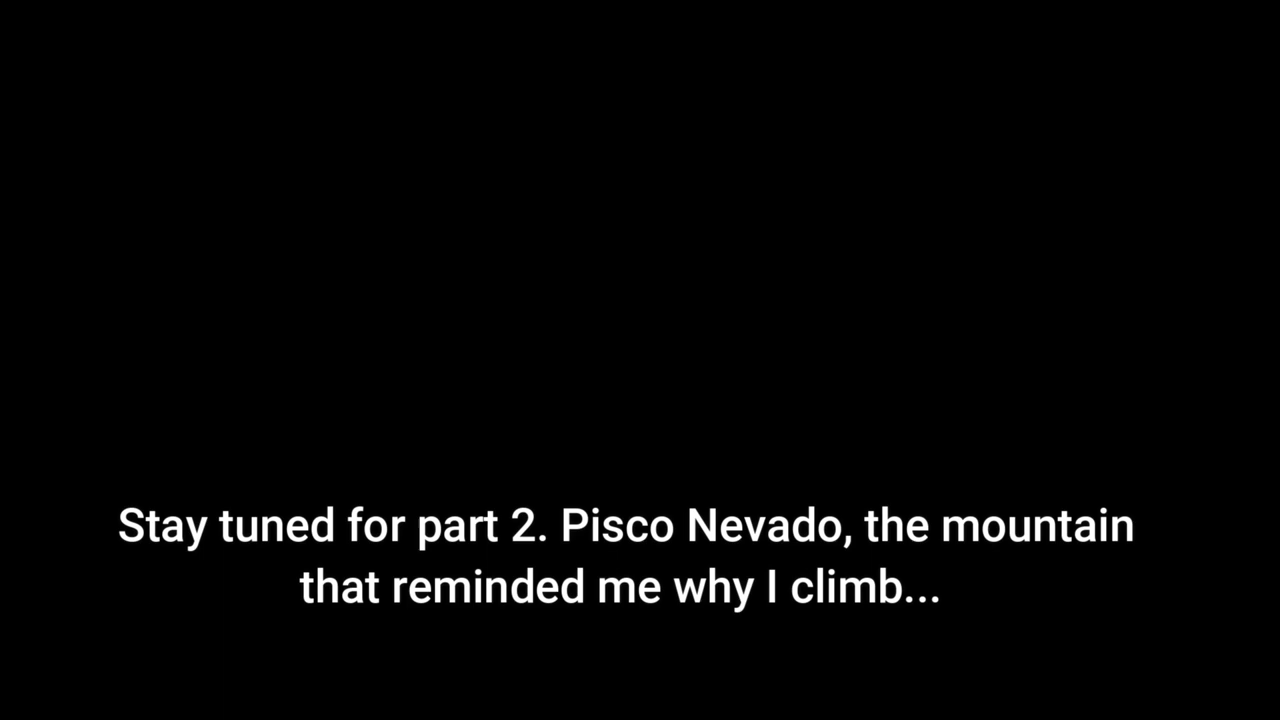 Stay tuned for part 2. Pisco Nevado, the mountain
that reminded me why I climb...